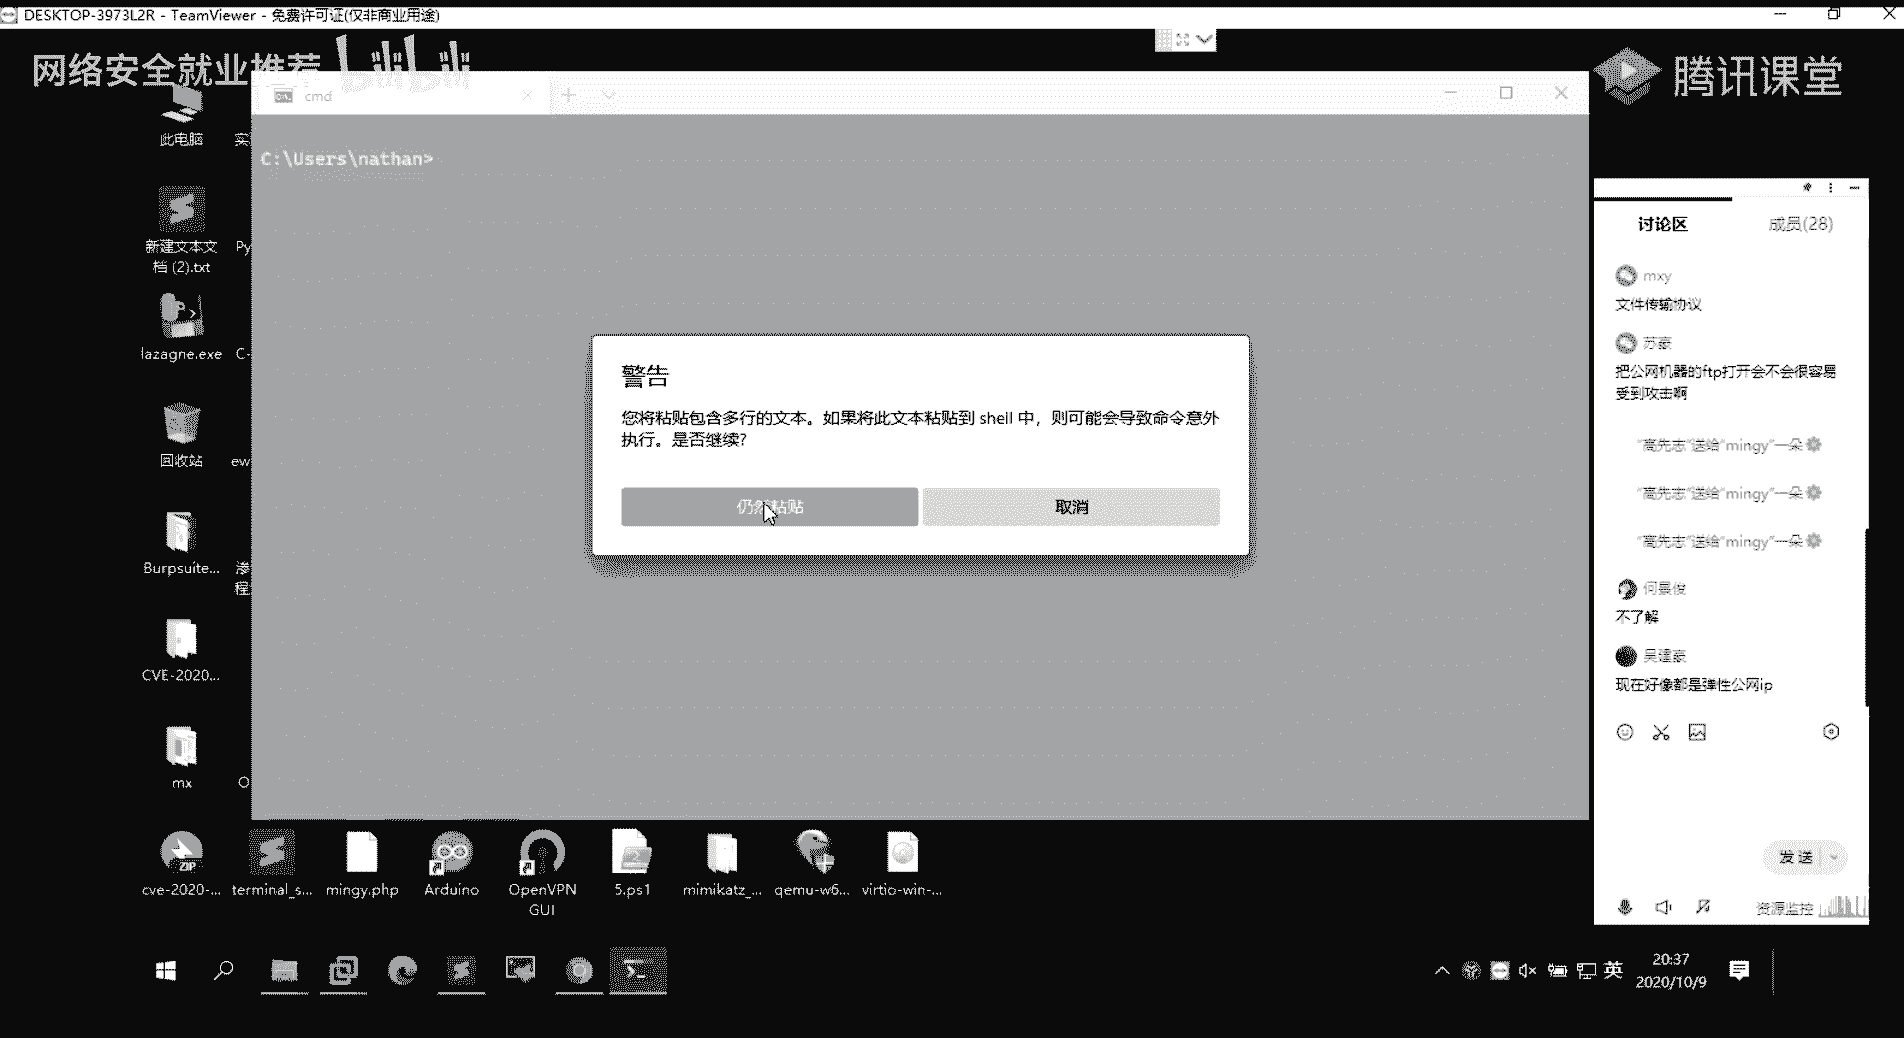 DESKTOP-3973L2R - TeamViewer - 免费许可证(仅非商业用途)
网络安全就业推荐
bilibili
腾讯课堂
cmd
C:\Users\nathan>
此电脑
实
新建文本文
档 (2).txt
Py
lazagne.exe
C-
回收站
ew
Burpsuite...
渗
程
CVE-2020...
mx
O
警告
您将粘贴包含多行的文本。如果将此文本粘贴到 shell 中，则可能会导致命令意外
执行。是否继续?
仍然粘贴
取消
讨论区
成员(28)
mxy
文件传输协议
苏豪
把公网机器的ftp打开会不会很容易
受到攻击啊
"高先志"送给"mingy"一朵
"高先志"送给"mingy"一朵
"高先志"送给"mingy"一朵
何景俊
不了解
吴建豪
现在好像都是弹性公网ip
发送
资源监控
ZIP
cve-2020-...
terminal_s...
mingy.php
Arduino
OpenVPN
GUI
5.ps1
mimikatz_...
qemu-w6...
virtio-win-...
英
20:37
2020/10/9